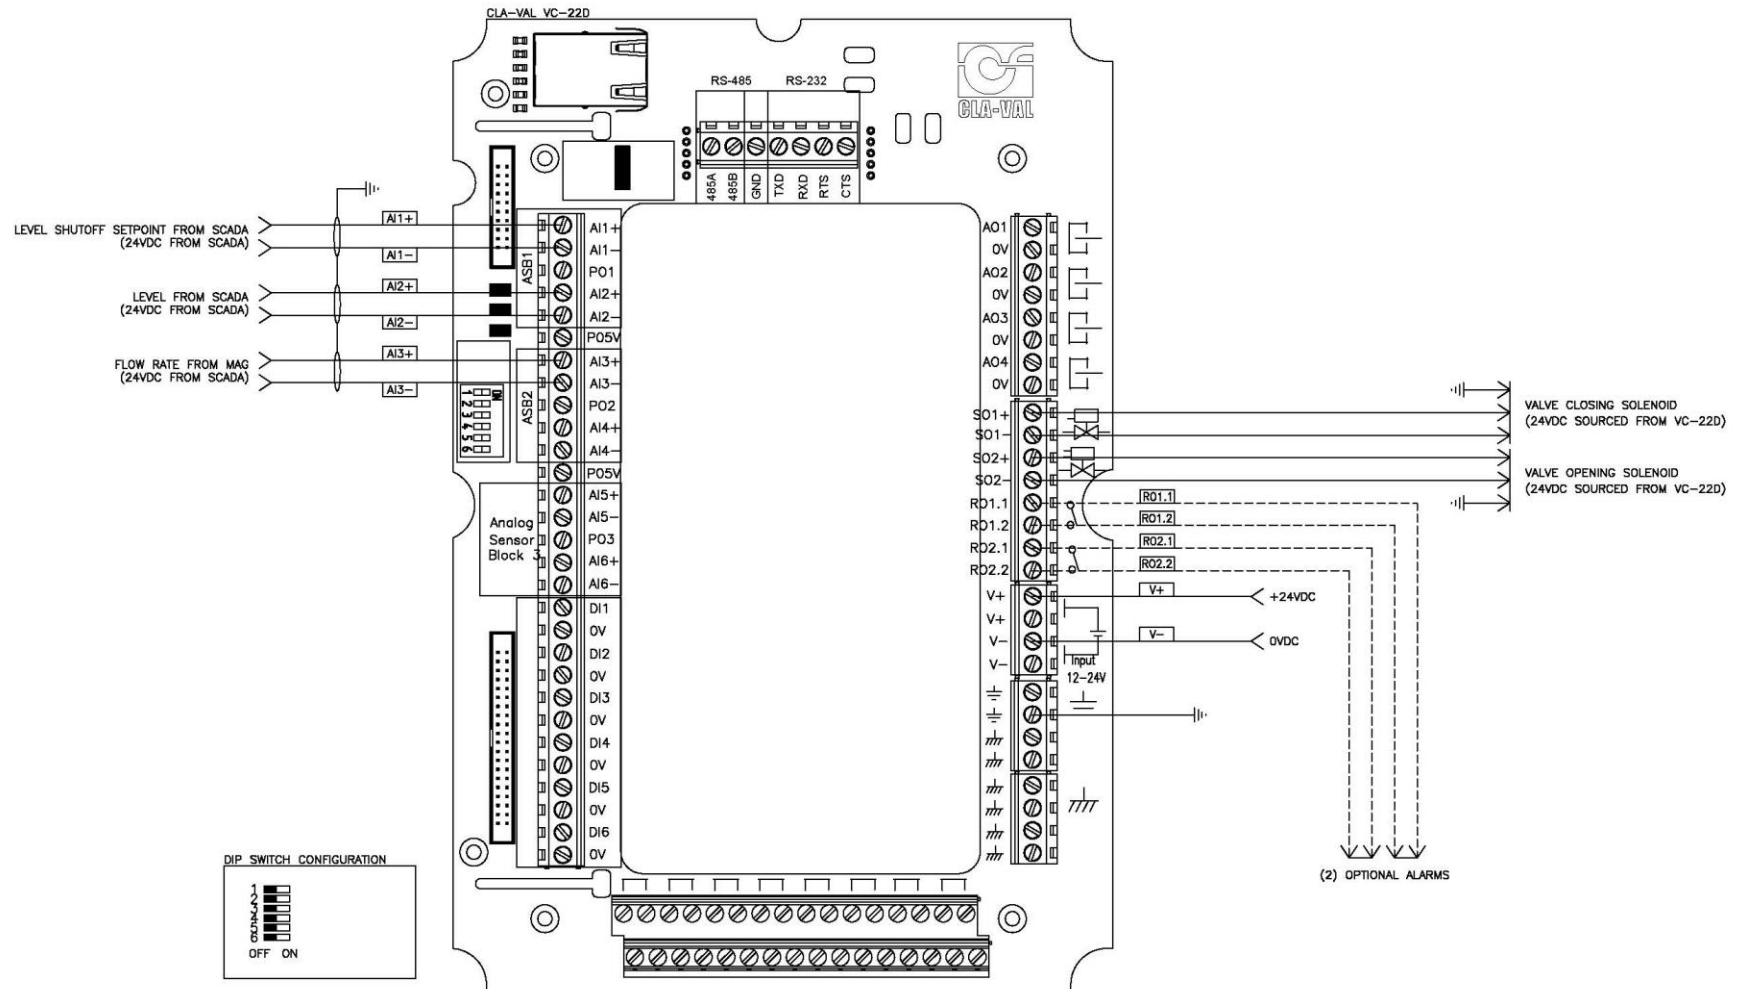 CLA-VAL VC-22D
RS-485
RS-232
CLA-VAL
485A
485B
GND
TXD
RXD
RTS
CTS
LEVEL SHUTOFF SETPOINT FROM SCADA
(24VDC FROM SCADA)
AI1+
AI1-
LEVEL FROM SCADA
(24VDC FROM SCADA)
AI2+
AI2-
FLOW RATE FROM MAG
(24VDC FROM SCADA)
AI3+
AI3-
ON
1
2
3
4
5
6
ASB1
ASB2
Analog
Sensor
Block 3
AI1+
AI1-
PO1
AI2+
AI2-
PO5V
AI3+
AI3-
PO2
AI4+
AI4-
PO5V
AI5+
AI5-
PO3
AI6+
AI6-
DI1
0V
DI2
0V
DI3
0V
DI4
0V
DI5
0V
DI6
0V
AO1
0V
AO2
0V
AO3
0V
AO4
0V
SO1+
SO1-
SO2+
SO2-
RO1.1
RO1.2
RO2.1
RO2.2
V+
V+
V-
V-
Input
12-24V
RO1.1
RO1.2
RO2.1
RO2.2
V+
+24VDC
V-
0VDC
VALVE CLOSING SOLENOID
(24VDC SOURCED FROM VC-22D)
VALVE OPENING SOLENOID
(24VDC SOURCED FROM VC-22D)
(2) OPTIONAL ALARMS
DIP SWITCH CONFIGURATION
1
2
3
4
5
6
OFF ON